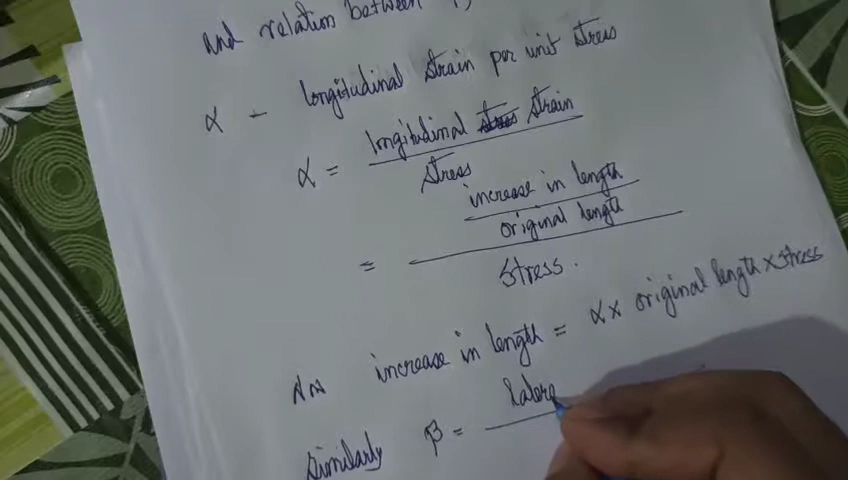 and relation between
α - longitudinal strain per unit stress
α = longitudinal strain / stress
= increase in length / original length / stress.
increase in length = α x original length x stress
Similarly β = latera